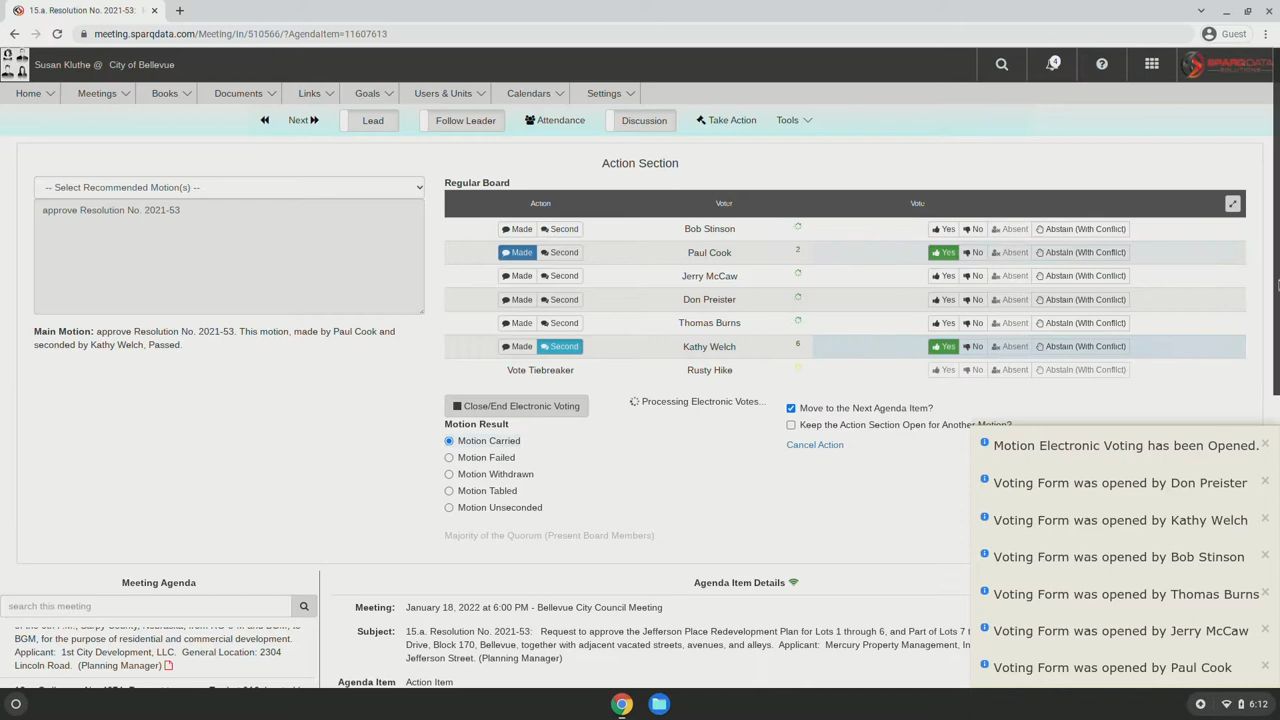 15.a. Resolution No. 2021-53:
meeting.sparqdata.com/Meeting/In/510566/?AgendaItem=11607613
Guest
Susan Kluthe @ City of Bellevue
4
SPARQDATA
SOLUTIONS
Home
Meetings
Books
Documents
Links
Goals
Users & Units
Calendars
Settings
Next
Lead
Follow Leader
Attendance
Discussion
Take Action
Tools
Action Section
-- Select Recommended Motion(s) --
approve Resolution No. 2021-53
Main Motion: approve Resolution No. 2021-53. This motion, made by Paul Cook and
seconded by Kathy Welch, Passed.
Regular Board
Action Voter Vote
Made Second Bob Stinson Yes No Absent Abstain (With Conflict)
Made Second Paul Cook 2 Yes No Absent Abstain (With Conflict)
Made Second Jerry McCaw Yes No Absent Abstain (With Conflict)
Made Second Don Preister Yes No Absent Abstain (With Conflict)
Made Second Thomas Burns Yes No Absent Abstain (With Conflict)
Made Second Kathy Welch 6 Yes No Absent Abstain (With Conflict)
Vote Tiebreaker Rusty Hike Yes No Absent Abstain (With Conflict)
Close/End Electronic Voting
Processing Electronic Votes...
Move to the Next Agenda Item?
Keep the Action Section Open for Another Motion?
Cancel Action
Motion Result
Motion Carried
Motion Failed
Motion Withdrawn
Motion Tabled
Motion Unseconded
Majority of the Quorum (Present Board Members)
Motion Electronic Voting has been Opened.
Voting Form was opened by Don Preister
Voting Form was opened by Kathy Welch
Voting Form was opened by Bob Stinson
Voting Form was opened by Thomas Burns
Voting Form was opened by Jerry McCaw
Voting Form was opened by Paul Cook
Meeting Agenda
search this meeting
BGM, for the purpose of residential and commercial development.
Applicant: 1st City Development, LLC. General Location: 2304
Lincoln Road. (Planning Manager)
Agenda Item Details
Meeting: January 18, 2022 at 6:00 PM - Bellevue City Council Meeting
Subject: 15.a. Resolution No. 2021-53: Request to approve the Jefferson Place Redevelopment Plan for Lots 1 through 6, and Part of Lots 7
Drive, Block 170, Bellevue, together with adjacent vacated streets, avenues, and alleys. Applicant: Mercury Property Management, In
Jefferson Street. (Planning Manager)
Agenda Item Action Item
6:12